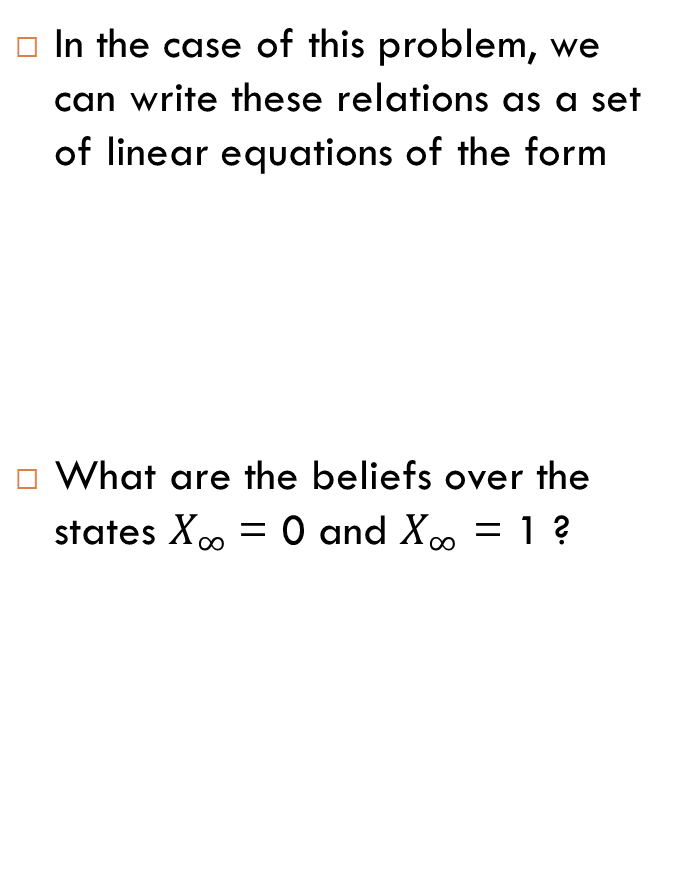 □ In the case of this problem, we
can write these relations as a set
of linear equations of the form
□ What are the beliefs over the
states X∞ = 0 and X∞ = 1 ?